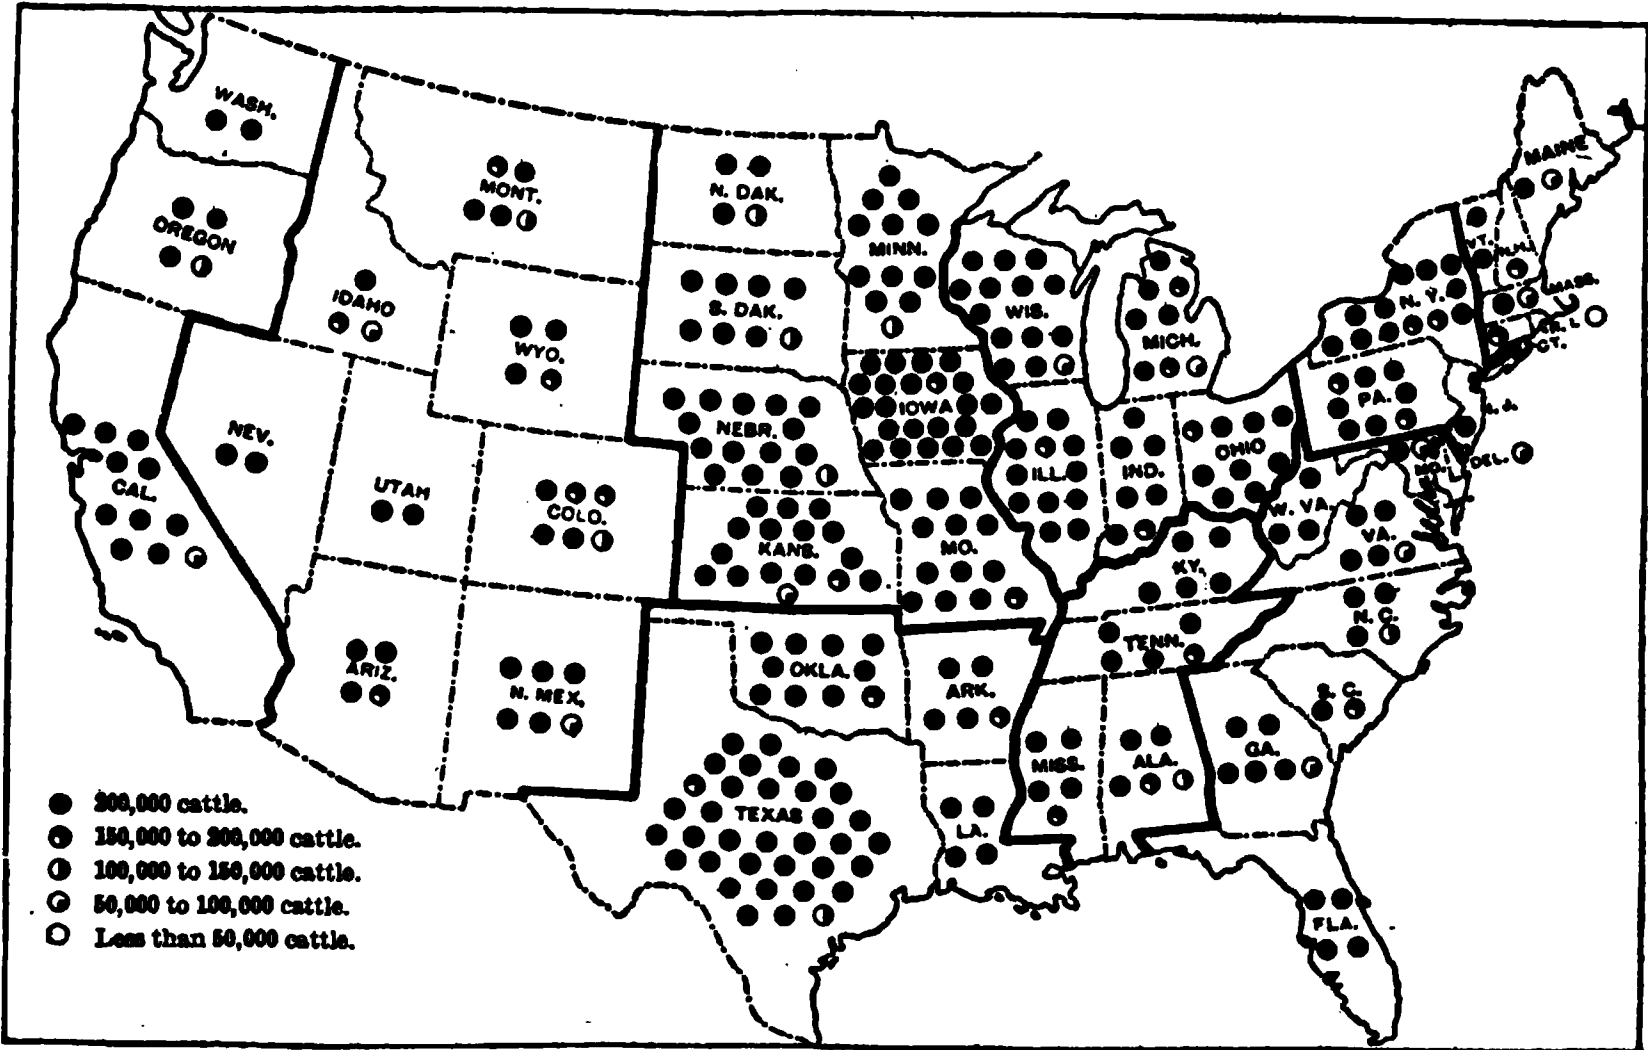 WASH.
MONT.
N. DAK.
MINN.
MAINE
OREGON
IDAHO
WYO.
S. DAK.
WIS.
MICH.
N. Y.
VT.
N.H.
MASS.
R. I.
CT.
NEV.
UTAH
COLO.
NEBR.
IOWA
ILL.
IND.
OHIO
PA.
N. J.
DEL.
MD.
CAL.
KANS.
MO.
KY.
W. VA.
VA.
ARIZ.
N. MEX.
OKLA.
ARK.
TENN.
N. C.
S. C.
TEXAS
LA.
MISS.
ALA.
GA.
FLA.
200,000 cattle.
150,000 to 200,000 cattle.
100,000 to 150,000 cattle.
50,000 to 100,000 cattle.
Less than 50,000 cattle.